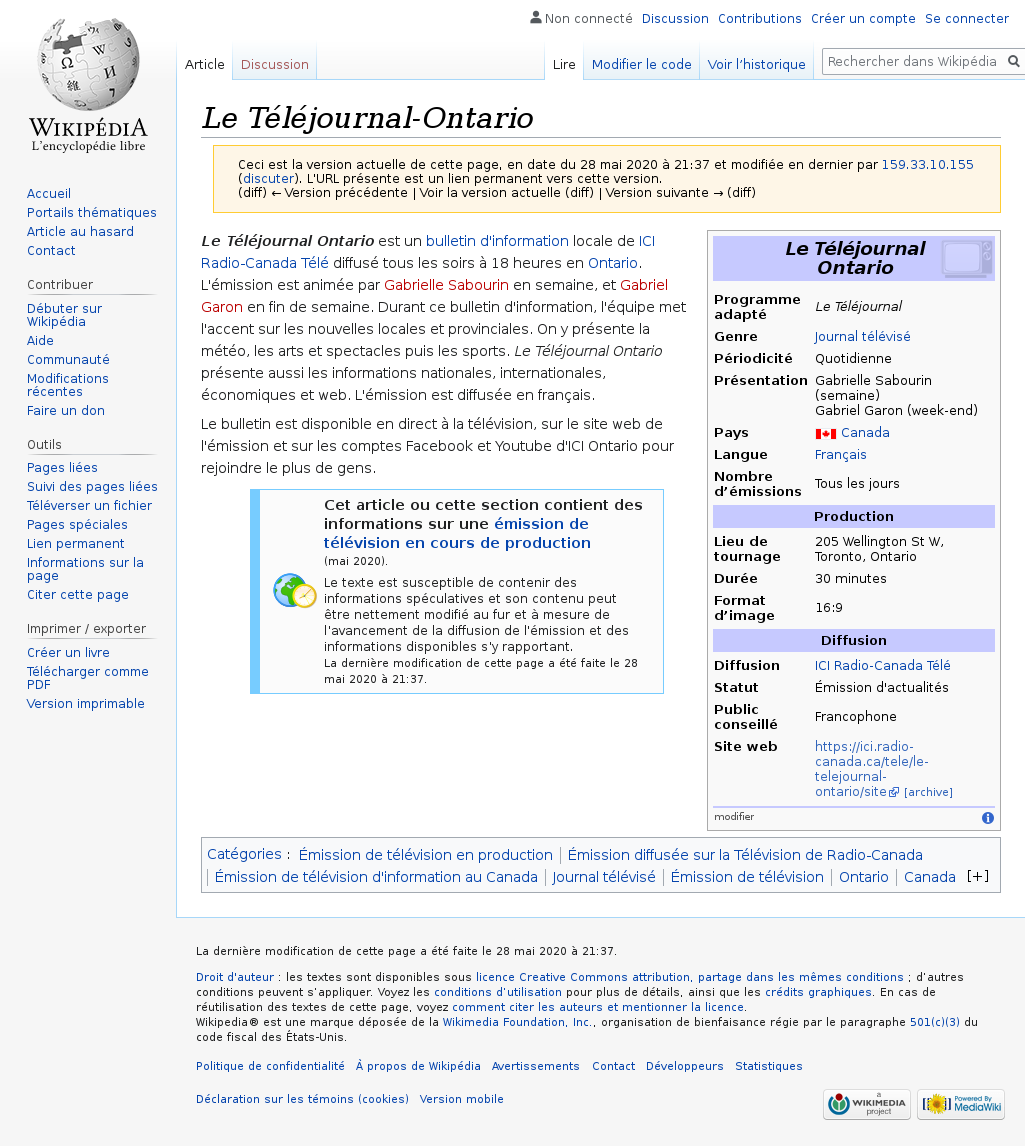 Non connecté Discussion Contributions Créer un compte Se connecter
Article Discussion Lire Modifier le code Voir l’historique Rechercher dans Wikipédia
WIKIPÉDIA
L'encyclopédie libre
Accueil
Portails thématiques
Article au hasard
Contact
Contribuer
Débuter sur
Wikipédia
Aide
Communauté
Modifications
récentes
Faire un don
Outils
Pages liées
Suivi des pages liées
Téléverser un fichier
Pages spéciales
Lien permanent
Informations sur la
page
Citer cette page
Imprimer / exporter
Créer un livre
Télécharger comme
PDF
Version imprimable
Le Téléjournal-Ontario
Ceci est la version actuelle de cette page, en date du 28 mai 2020 à 21:37 et modifiée en dernier par 159.33.10.155
(discuter). L'URL présente est un lien permanent vers cette version.
(diff) ← Version précédente | Voir la version actuelle (diff) | Version suivante → (diff)
Le Téléjournal Ontario est un bulletin d'information locale de ICI
Radio-Canada Télé diffusé tous les soirs à 18 heures en Ontario.
L'émission est animée par Gabrielle Sabourin en semaine, et Gabriel
Garon en fin de semaine. Durant ce bulletin d'information, l'équipe met
l'accent sur les nouvelles locales et provinciales. On y présente la
météo, les arts et spectacles puis les sports. Le Téléjournal Ontario
présente aussi les informations nationales, internationales,
économiques et web. L'émission est diffusée en français.
Le bulletin est disponible en direct à la télévision, sur le site web de
l'émission et sur les comptes Facebook et Youtube d'ICI Ontario pour
rejoindre le plus de gens.
Cet article ou cette section contient des
informations sur une émission de
télévision en cours de production
(mai 2020).
Le texte est susceptible de contenir des
informations spéculatives et son contenu peut
être nettement modifié au fur et à mesure de
l'avancement de la diffusion de l'émission et des
informations disponibles s'y rapportant.
La dernière modification de cette page a été faite le 28
mai 2020 à 21:37.
Le Téléjournal
Ontario
Programme
adapté Le Téléjournal
Genre Journal télévisé
Périodicité Quotidienne
Présentation Gabrielle Sabourin
(semaine)
Gabriel Garon (week-end)
Pays Canada
Langue Français
Nombre
d’émissions Tous les jours
Production
Lieu de
tournage 205 Wellington St W,
Toronto, Ontario
Durée 30 minutes
Format
d’image 16:9
Diffusion
Diffusion ICI Radio-Canada Télé
Statut Émission d'actualités
Public
conseillé Francophone
Site web https://ici.radio-
canada.ca/tele/le-
telejournal-
ontario/site [archive]
modifier
Catégories : Émission de télévision en production | Émission diffusée sur la Télévision de Radio-Canada
| Émission de télévision d'information au Canada | Journal télévisé | Émission de télévision | Ontario | Canada [+]
La dernière modification de cette page a été faite le 28 mai 2020 à 21:37.
Droit d'auteur : les textes sont disponibles sous licence Creative Commons attribution, partage dans les mêmes conditions ; d’autres
conditions peuvent s’appliquer. Voyez les conditions d’utilisation pour plus de détails, ainsi que les crédits graphiques. En cas de
réutilisation des textes de cette page, voyez comment citer les auteurs et mentionner la licence.
Wikipedia® est une marque déposée de la Wikimedia Foundation, Inc., organisation de bienfaisance régie par le paragraphe 501(c)(3) du
code fiscal des États-Unis.
Politique de confidentialité À propos de Wikipédia Avertissements Contact Développeurs Statistiques
Déclaration sur les témoins (cookies) Version mobile
a
WIKIMEDIA
project
Powered By
MediaWiki